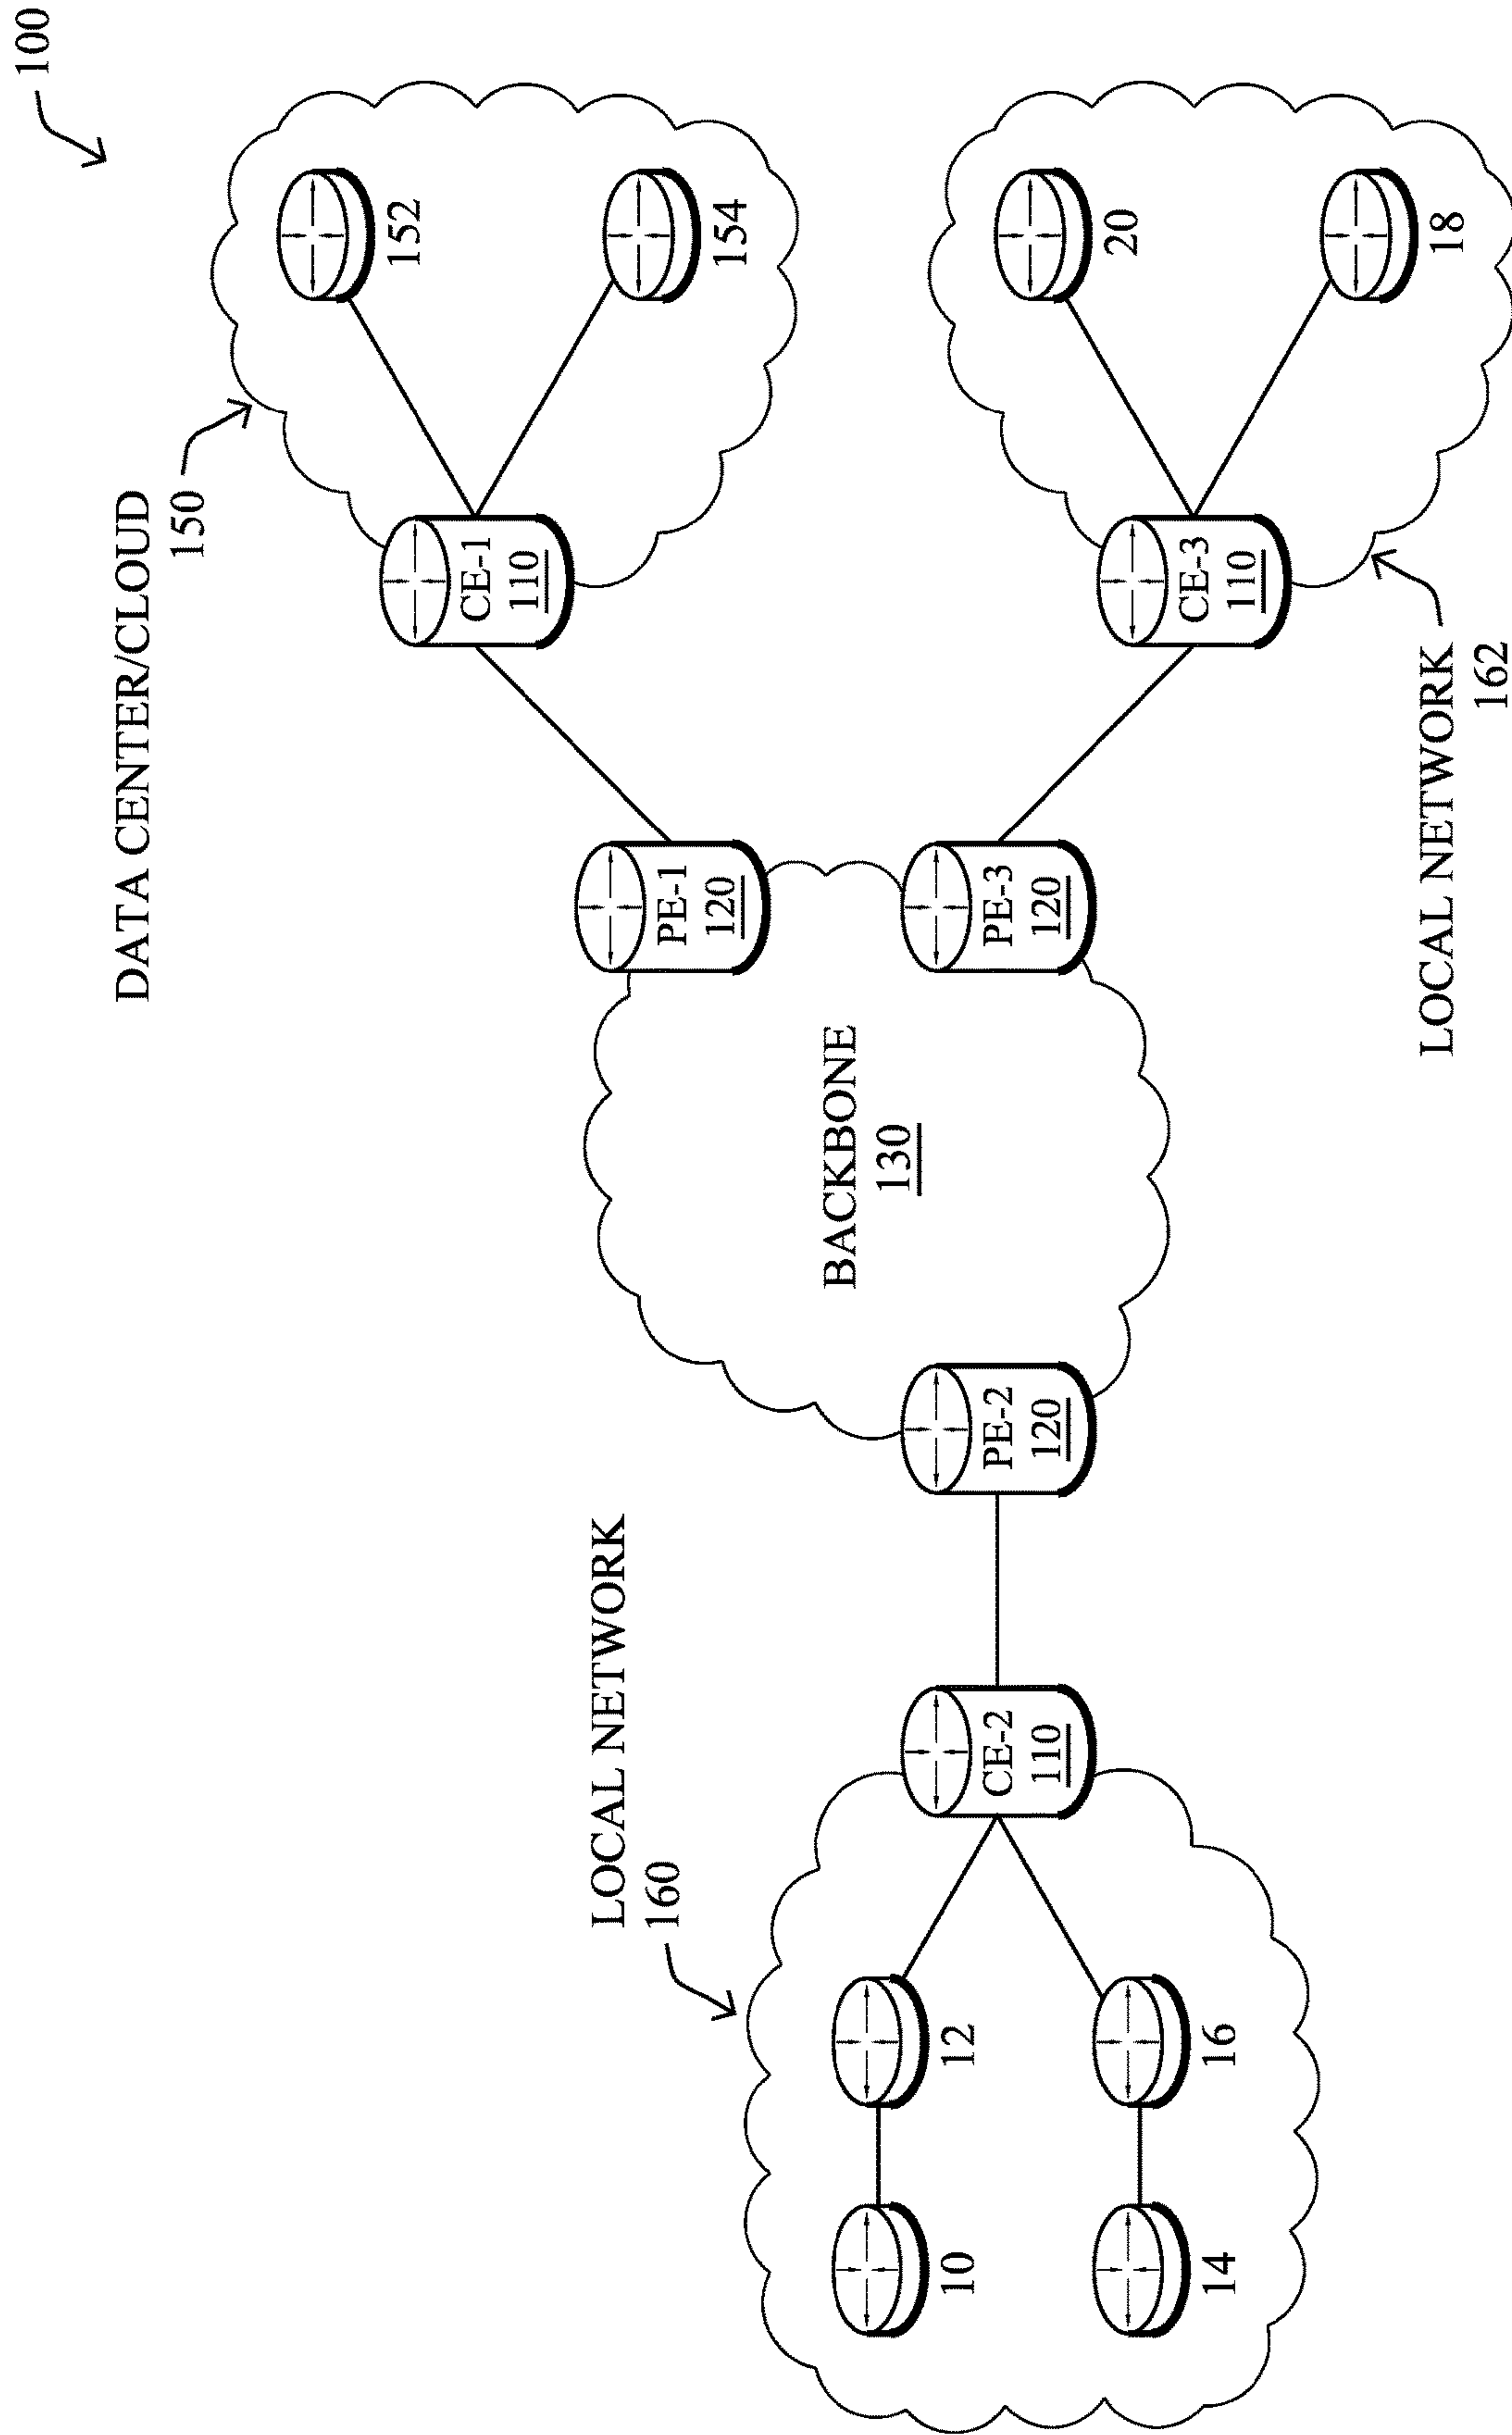 100
DATA CENTER/CLOUD
150
152
154
CE-1
110
PE-1
120
LOCAL NETWORK
160
BACKBONE
130
10
12
14
16
CE-2
110
PE-2
120
PE-3
120
CE-3
110
20
18
LOCAL NETWORK
162